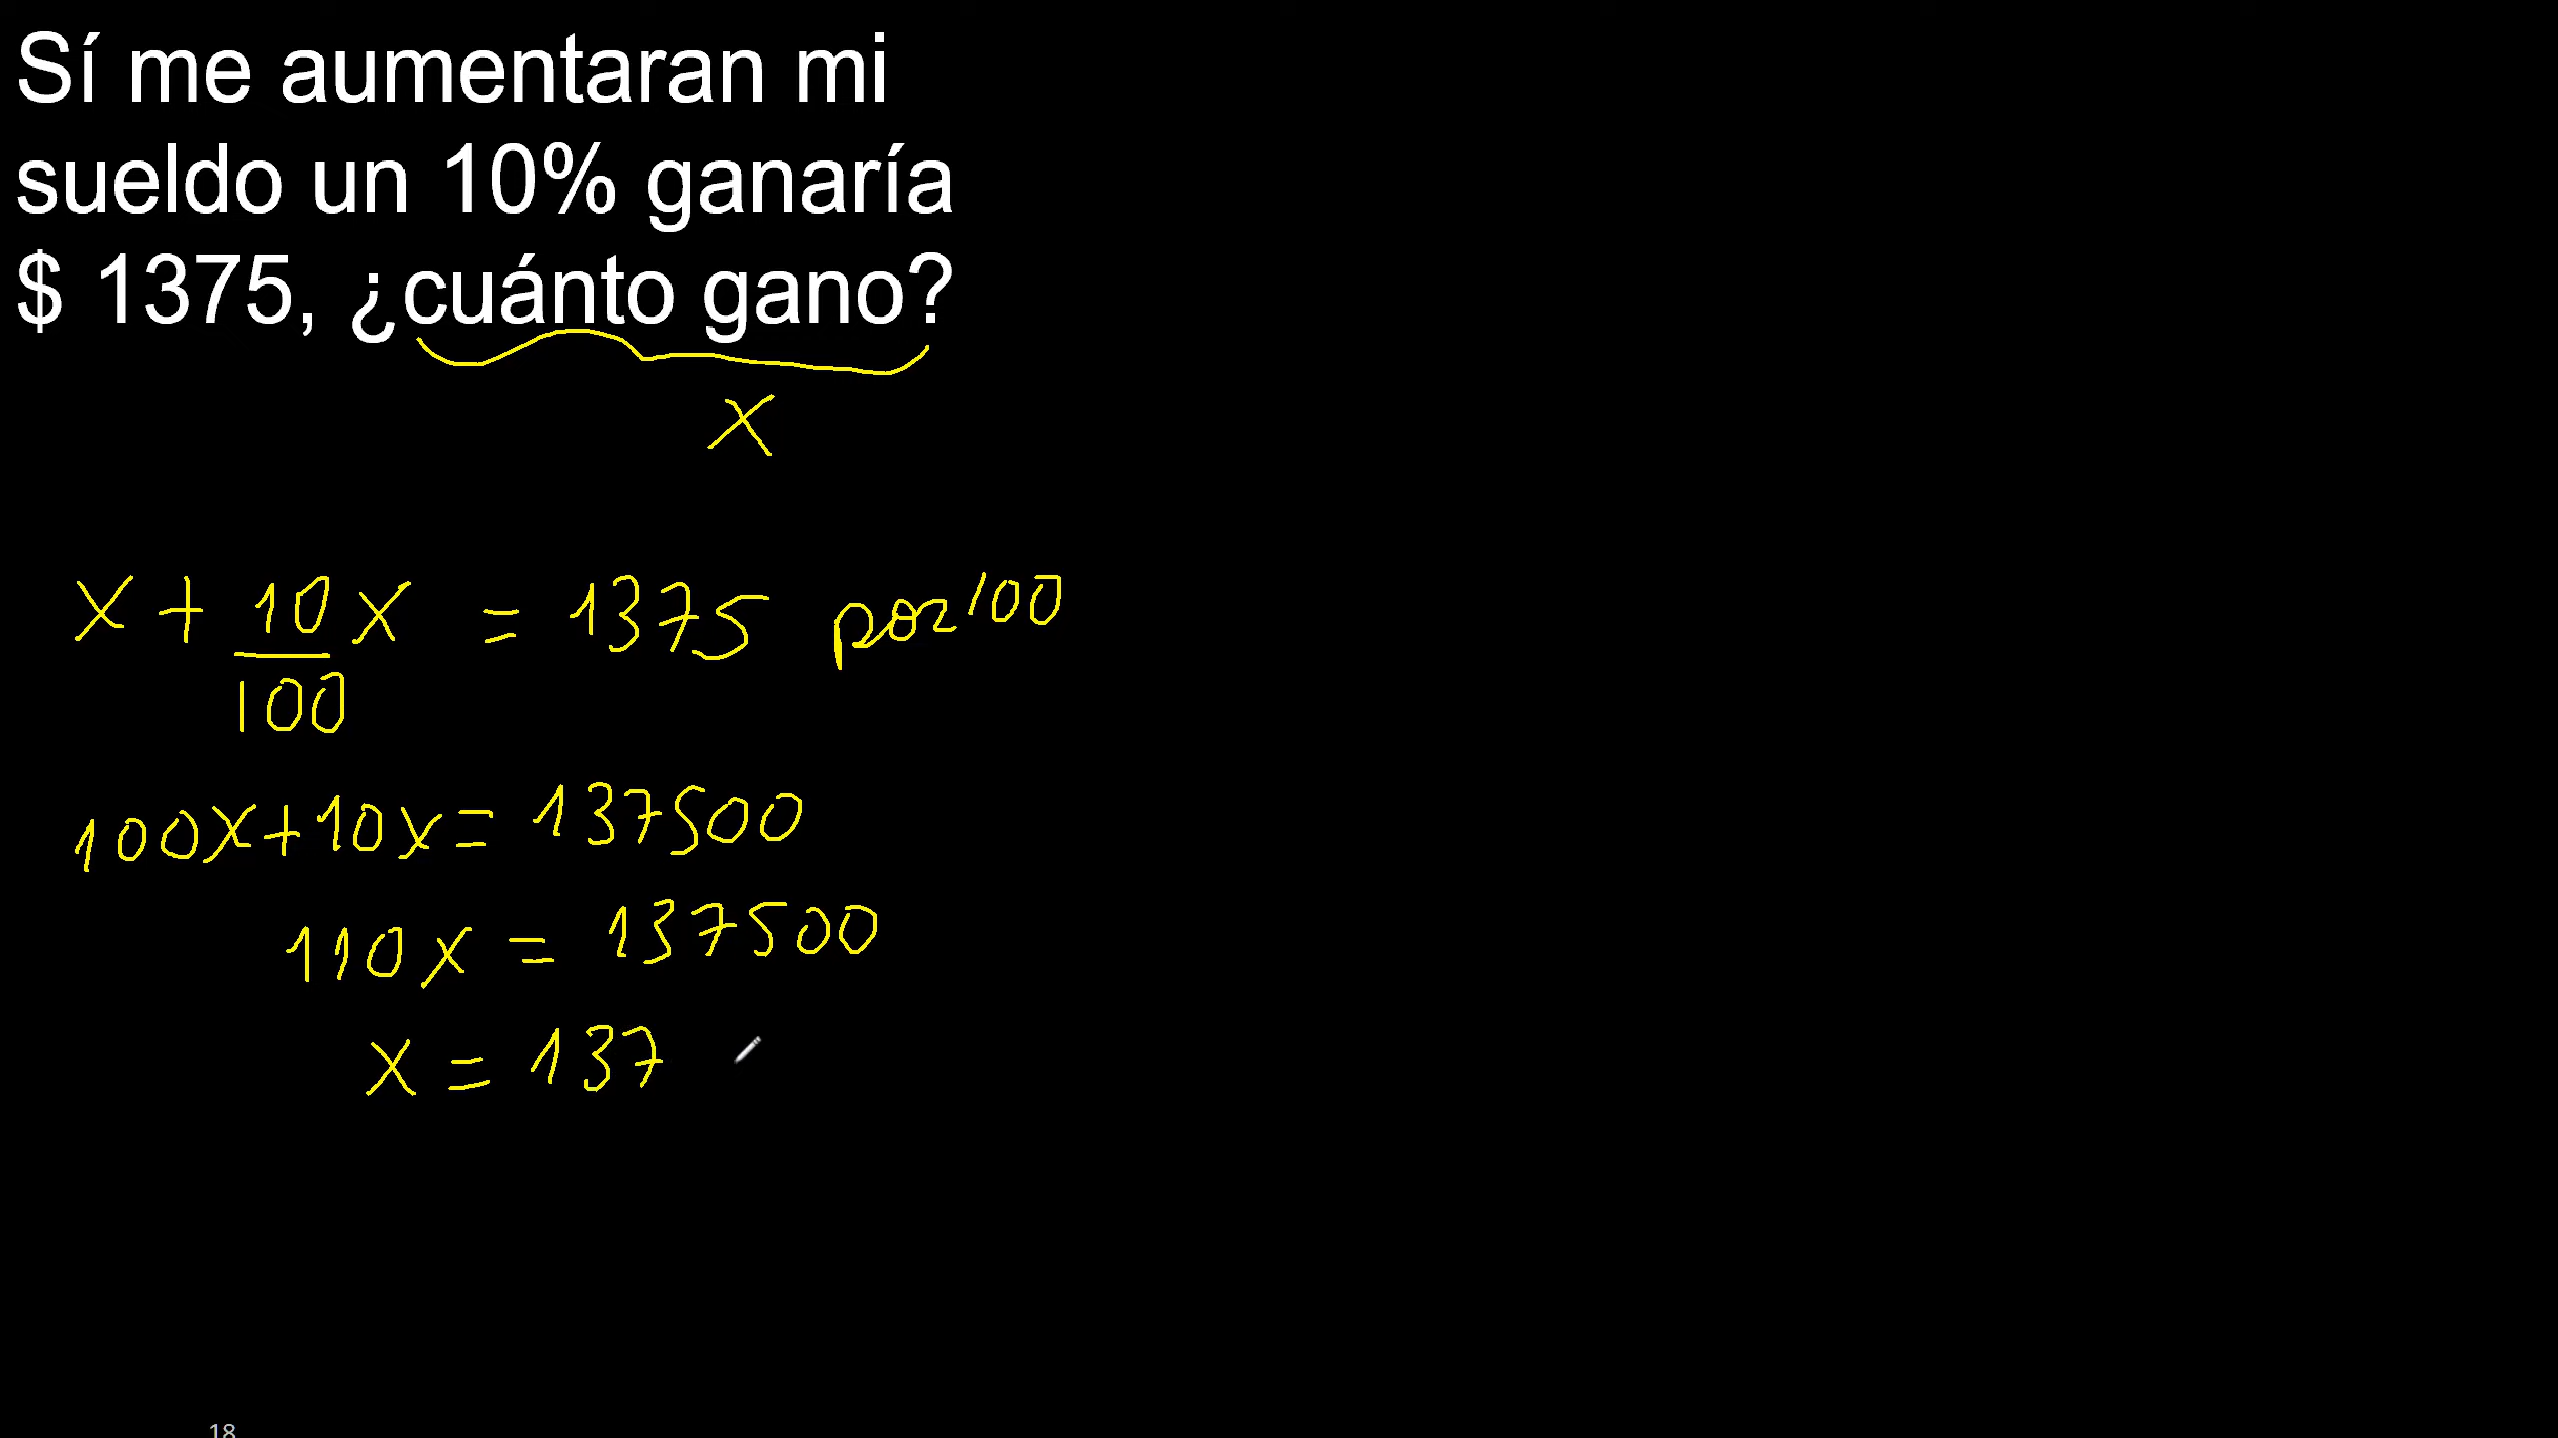 Sí me aumentaran mi
sueldo un 10% ganaría
$ 1375, ¿cuánto gano?
x
x + 10/100 x = 1375 por 100
100x+10x= 137500
110x = 137500
x = 137
18